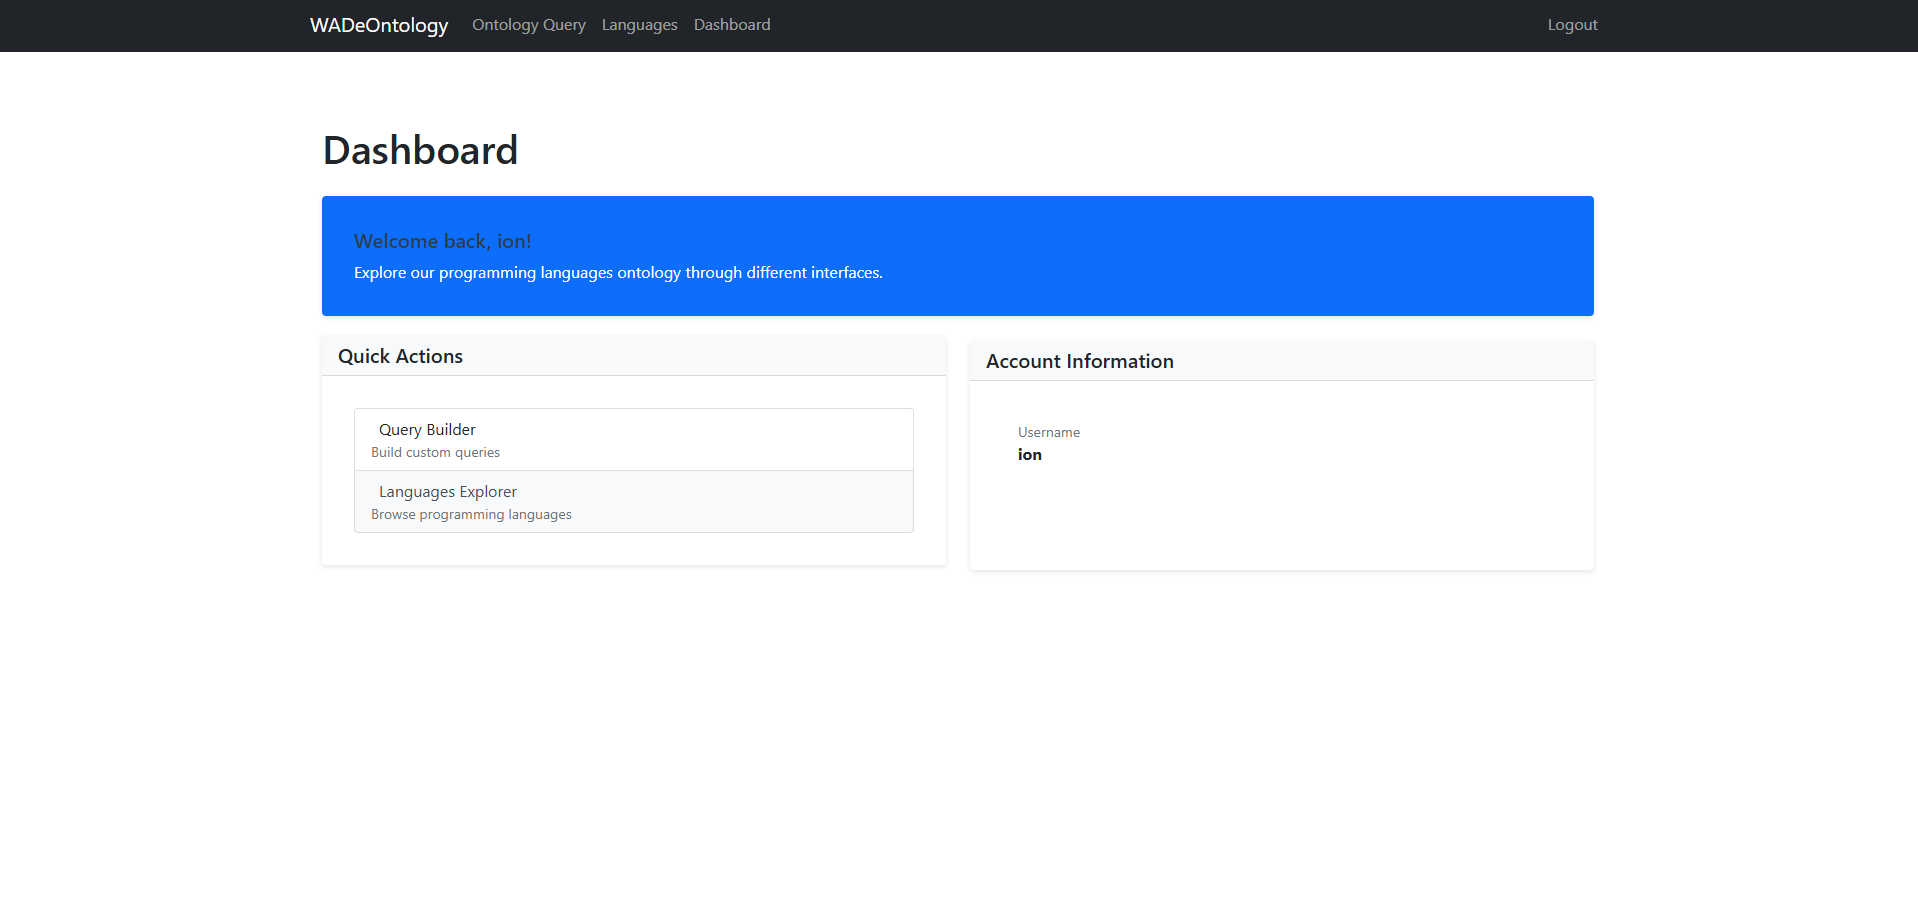 WADeOntology Ontology Query Languages Dashboard Logout
Dashboard
Welcome back, ion!
Explore our programming languages ontology through different interfaces.
Quick Actions
Query Builder
Build custom queries
Languages Explorer
Browse programming languages
Account Information
Username
ion